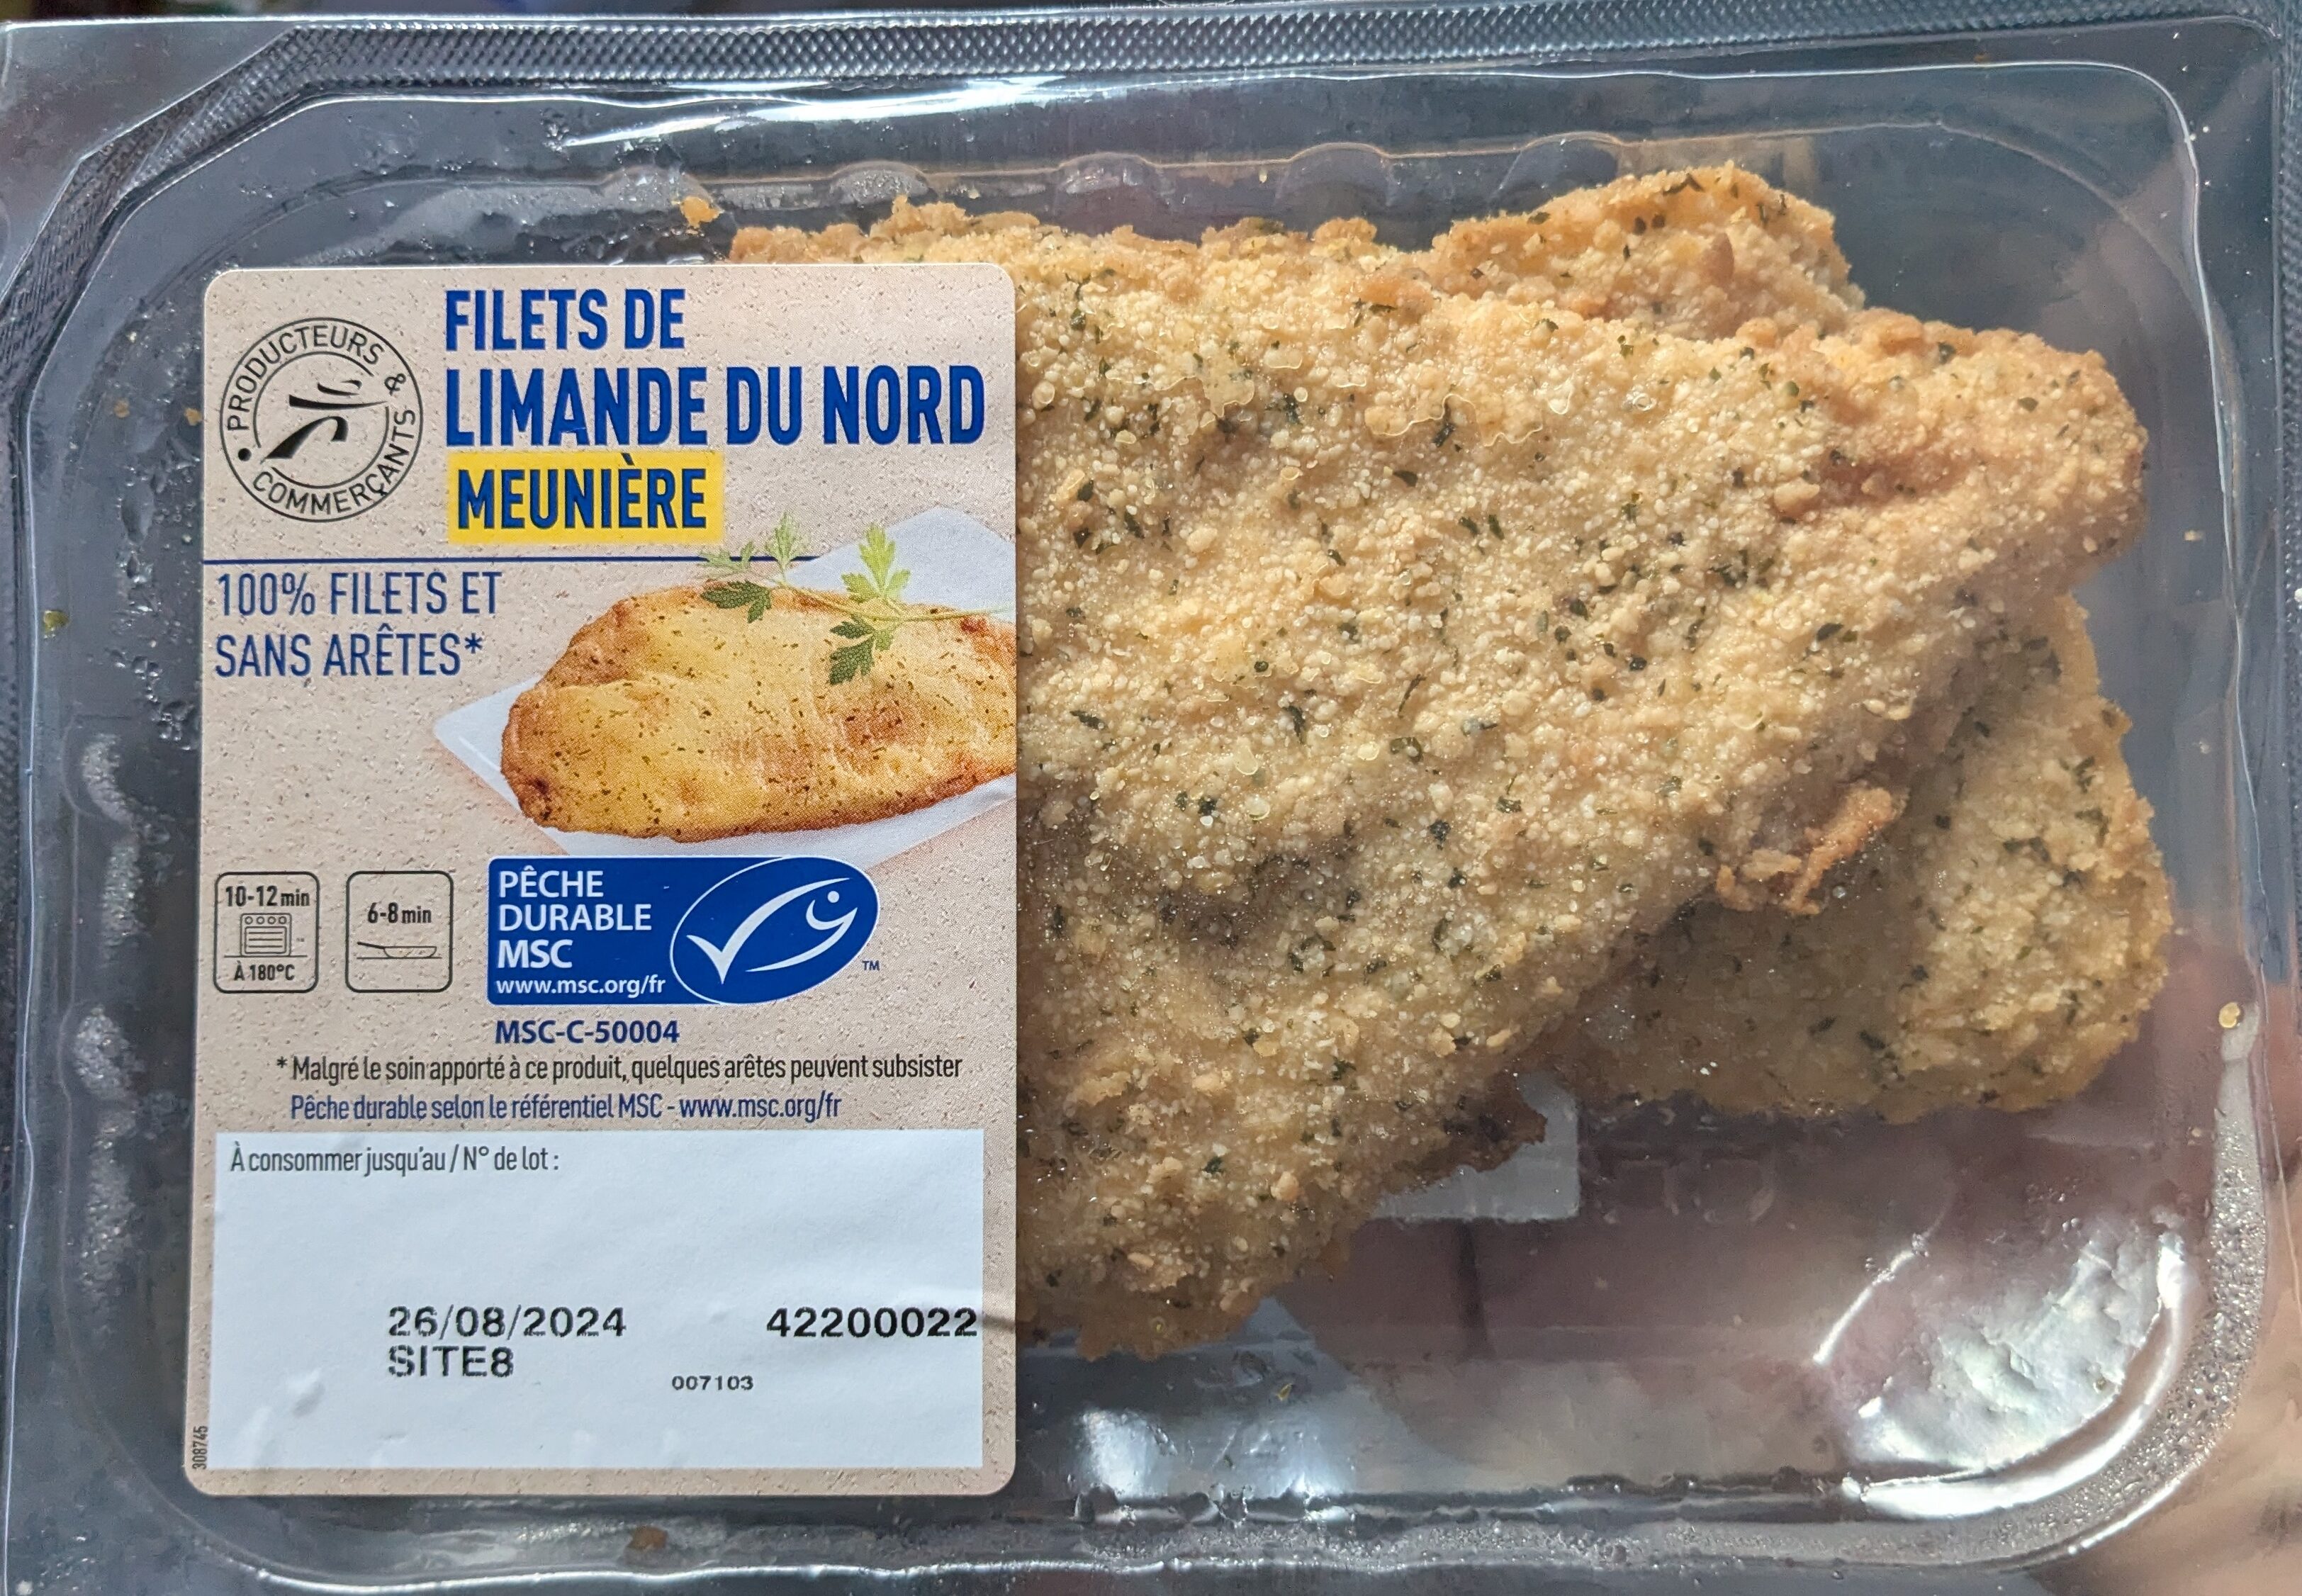 PRODUCTEURS & COMMERÇANTS
FILETS DE
LIMANDE DU NORD
MEUNIÈRE
100% FILETS ET
SANS ARÊTES*
10-12 min
À 180°C
6-8 min
PÊCHE
DURABLE
MSC
www.msc.org/fr
TM
MSC-C-50004
* Malgré le soin apporté à ce produit, quelques arêtes peuvent subsister
Pêche durable selon le référentiel MSC - www.msc.org/fr
À consommer jusqu'au / N° de lot :
26/08/2024 42200022
SITE8
007103
308745